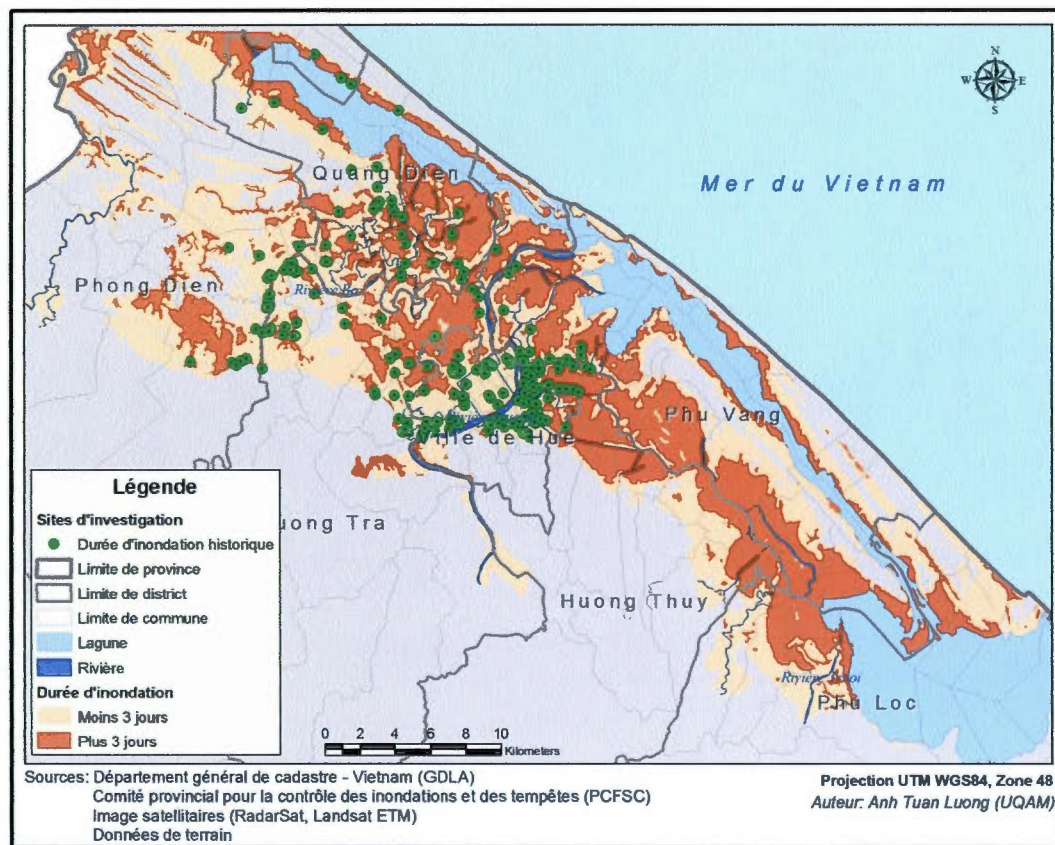 N
W E
S
Mer du Vietnam
Quang Dien
Phong Dien
Rivière Bo
Phu Vang
Ville de Hue
uong Tra
Huong Thuy
Rivière
Phu Loc
Légende
Sites d'investigation
Durée d'inondation historique
Limite de province
Limite de district
Limite de commune
Lagune
Rivière
Durée d'inondation
Moins 3 jours
Plus 3 jours
0 2 4 6 8 10
Kilometers
Sources: Département général de cadastre - Vietnam (GDLA)
Comité provincial pour la contrôle des inondations et des tempêtes (PCFSC)
Image satellitaires (RadarSat, Landsat ETM)
Données de terrain
Projection UTM WGS84, Zone 48
Auteur: Anh Tuan Luong (UQAM)